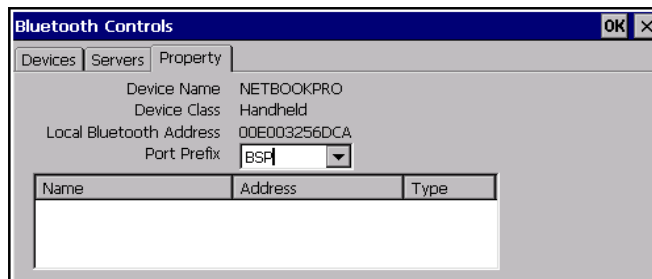 Bluetooth Controls OK ×
Devices Servers Property
Device Name NETBOOKPRO
Device Class Handheld
Local Bluetooth Address 00E003256DCA
Port Prefix BSP
Name Address Type